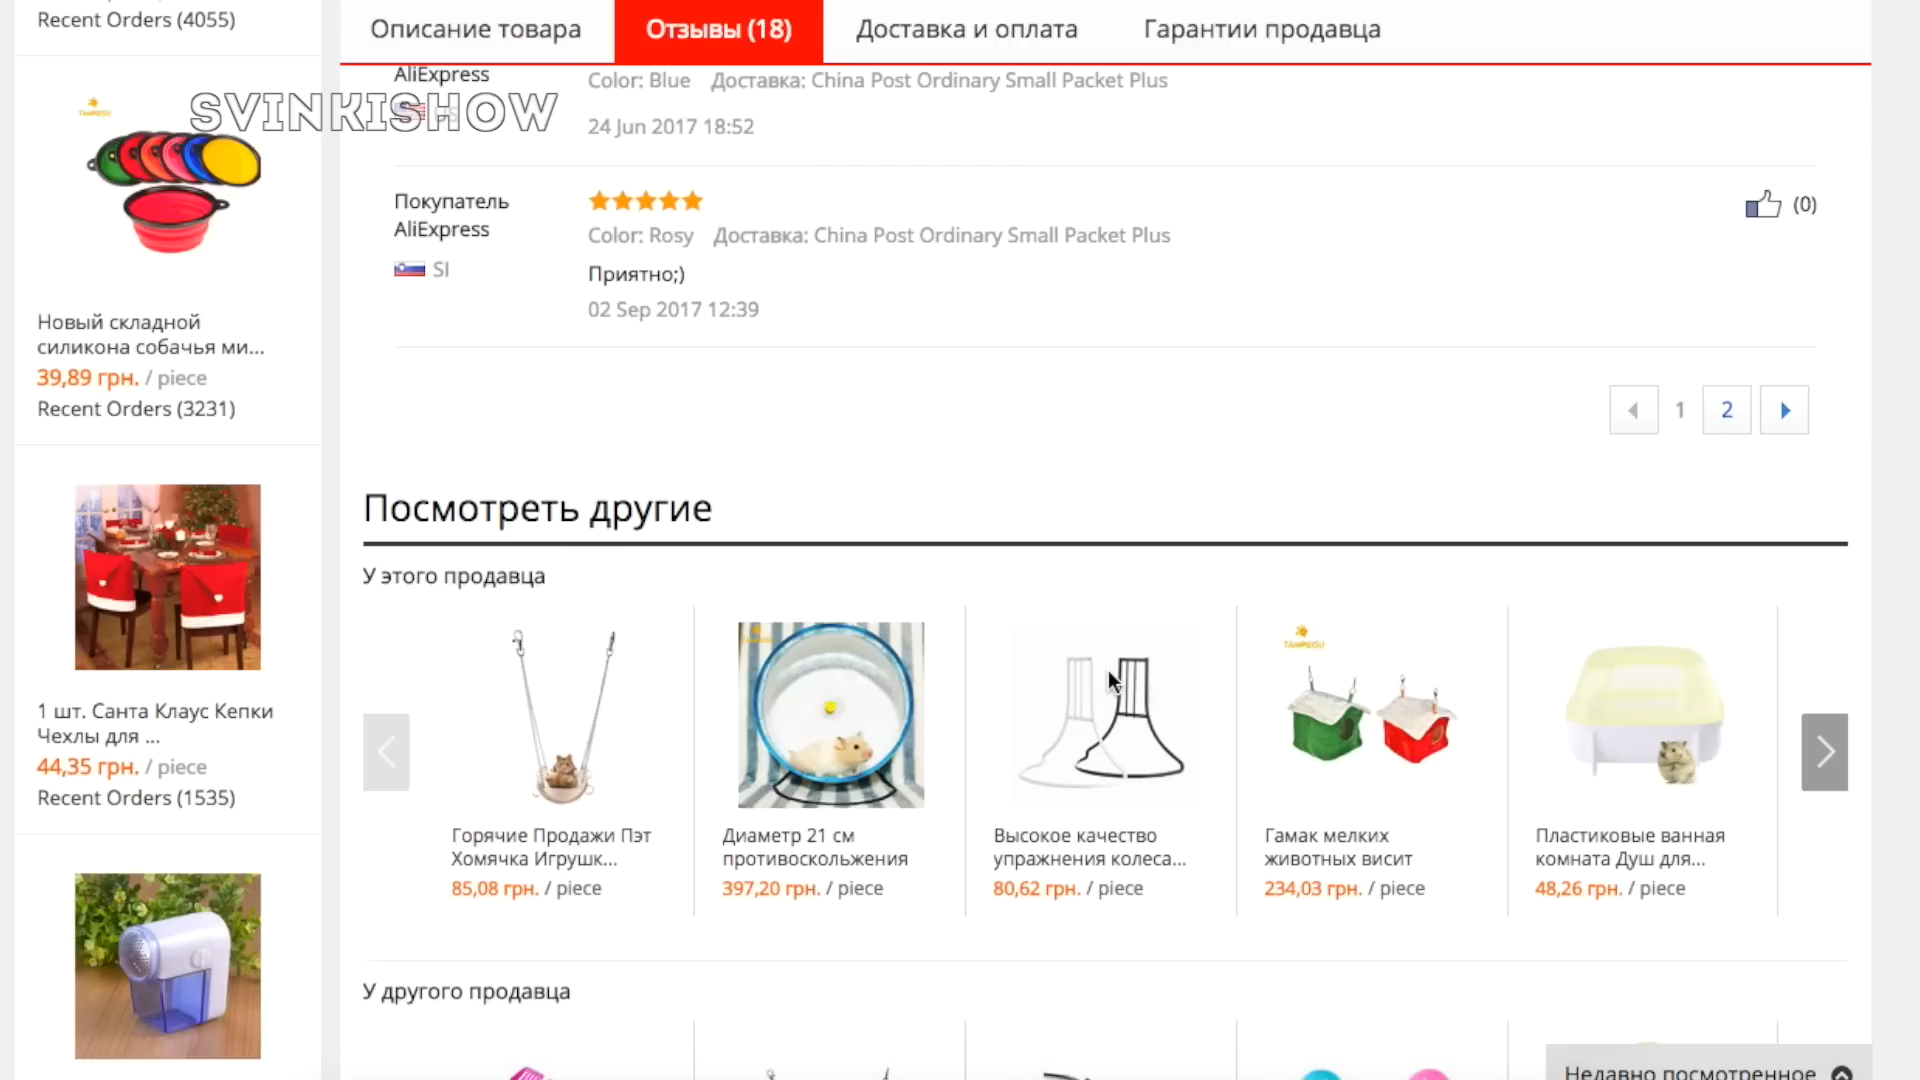 Recent Orders (4055)
Описание товара
Отзывы (18)
Доставка и оплата
Гарантии продавца
AliExpress
Color: Blue Доставка: China Post Ordinary Small Packet Plus
SVINKISHOW
US
24 Jun 2017 18:52
Покупатель
AliExpress
SI
Color: Rosy Доставка: China Post Ordinary Small Packet Plus
Приятно;)
02 Sep 2017 12:39
(0)
Новый складной
силикона собачья ми...
39,89 грн. / piece
Recent Orders (3231)
1 2
Посмотреть другие
У этого продавца
1 шт. Санта Клаус Кепки
Чехлы для ...
44,35 грн. / piece
Recent Orders (1535)
Горячие Продажи Пэт
Хомячка Игрушк...
85,08 грн. / piece
Диаметр 21 см
противоскольжения
397,20 грн. / piece
Высокое качество
упражнения колеса...
80,62 грн. / piece
Гамак мелких
животных висит
234,03 грн. / piece
Пластиковые ванная
комната Душ для...
48,26 грн. / piece
У другого продавца
Недавно посмотренное